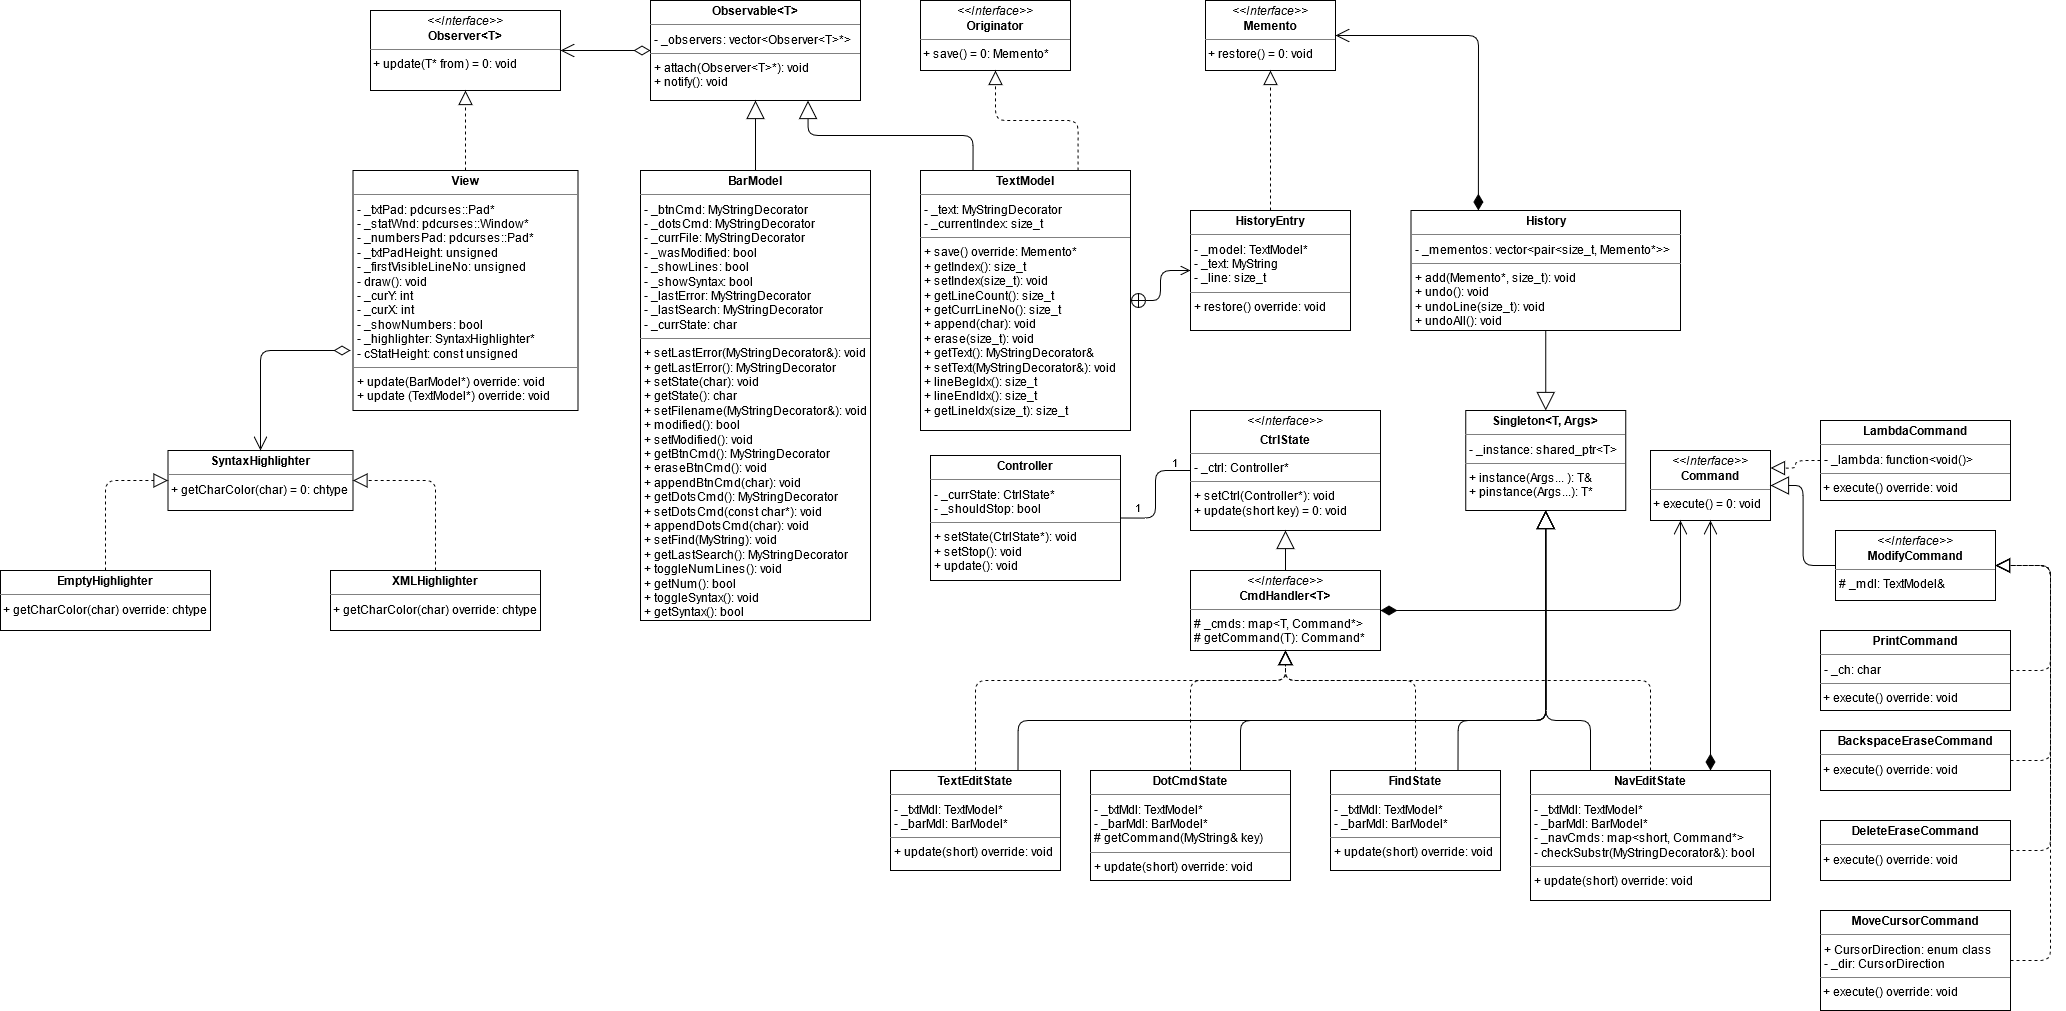 <<Interface>>
Observer<T>
+ update(T* from) = 0: void
Observable<T>
- _observers: vector<Observer<T>*>
+ attach(Observer<T>*): void
+ notify(): void
<<Interface>>
Originator
+ save() = 0: Memento*
<<Interface>>
Memento
+ restore() = 0: void
View
- _txtPad: pdcurses::Pad*
- _statWnd: pdcurses::Window*
- _numbersPad: pdcurses::Pad*
- _txtPadHeight: unsigned
- _firstVisibleLineNo: unsigned
- draw(): void
- _curY: int
- _curX: int
- _showNumbers: bool
- _highlighter: SyntaxHighlighter*
- cStatHeight: const unsigned
+ update(BarModel*) override: void
+ update (TextModel*) override: void
BarModel
- _btnCmd: MyStringDecorator
- _dotsCmd: MyStringDecorator
- _currFile: MyStringDecorator
- _wasModified: bool
- _showLines: bool
- _showSyntax: bool
- _lastError: MyStringDecorator
- _lastSearch: MyStringDecorator
- _currState: char
+ setLastError(MyStringDecorator&): void
+ getLastError(): MyStringDecorator
+ setState(char): void
+ getState(): char
+ setFilename(MyStringDecorator&): void
+ modified(): bool
+ setModified(): void
+ getBtnCmd(): MyStringDecorator
+ eraseBtnCmd(): void
+ appendBtnCmd(char): void
+ getDotsCmd(): MyStringDecorator
+ setDotsCmd(const char*): void
+ appendDotsCmd(char): void
+ setFind(MyString): void
+ getLastSearch(): MyStringDecorator
+ toggleNumLines(): void
+ getNum(): bool
+ toggleSyntax(): void
+ getSyntax(): bool
TextModel
- _text: MyStringDecorator
- _currentIndex: size_t
+ save() override: Memento*
+ getIndex(): size_t
+ setIndex(size_t): void
+ getLineCount(): size_t
+ getCurrLineNo(): size_t
+ append(char): void
+ erase(size_t): void
+ getText(): MyStringDecorator&
+ setText(MyStringDecorator&): void
+ lineBegIdx(): size_t
+ lineEndIdx(): size_t
+ getLineIdx(size_t): size_t
HistoryEntry
- _model: TextModel*
- _text: MyString
- _line: size_t
+ restore() override: void
History
- _mementos: vector<pair<size_t, Memento*>>
+ add(Memento*, size_t): void
+ undo(): void
+ undoLine(size_t): void
+ undoAll(): void
SyntaxHighlighter
+ getCharColor(char) = 0: chtype
EmptyHighlighter
+ getCharColor(char) override: chtype
XMLHighlighter
+ getCharColor(char) override: chtype
Controller
- _currState: CtrlState*
- _shouldStop: bool
+ setState(CtrlState*): void
+ setStop(): void
+ update(): void
1
1
<<Interface>>
CtrlState
- _ctrl: Controller*
+ setCtrl(Controller*): void
+ update(short key) = 0: void
Singleton<T, Args>
- _instance: shared_ptr<T>
+ instance(Args... ): T&
+ pinstance(Args...): T*
<<Interface>>
Command
+ execute() = 0: void
LambdaCommand
- _lambda: function<void()>
+ execute() override: void
<<Interface>>
ModifyCommand
# _mdl: TextModel&
<<Interface>>
CmdHandler<T>
# _cmds: map<T, Command*>
# getCommand(T): Command*
PrintCommand
- _ch: char
+ execute() override: void
BackspaceEraseCommand
+ execute() override: void
DeleteEraseCommand
+ execute() override: void
MoveCursorCommand
+ CursorDirection: enum class
- _dir: CursorDirection
+ execute() override: void
TextEditState
- _txtMdl: TextModel*
- _barMdl: BarModel*
+ update(short) override: void
DotCmdState
- _txtMdl: TextModel*
- _barMdl: BarModel*
# getCommand(MyString& key)
+ update(short) override: void
FindState
- _txtMdl: TextModel*
- _barMdl: BarModel*
+ update(short) override: void
NavEditState
- _txtMdl: TextModel*
- _barMdl: BarModel*
- _navCmds: map<short, Command*>
- checkSubstr(MyStringDecorator&): bool
+ update(short) override: void